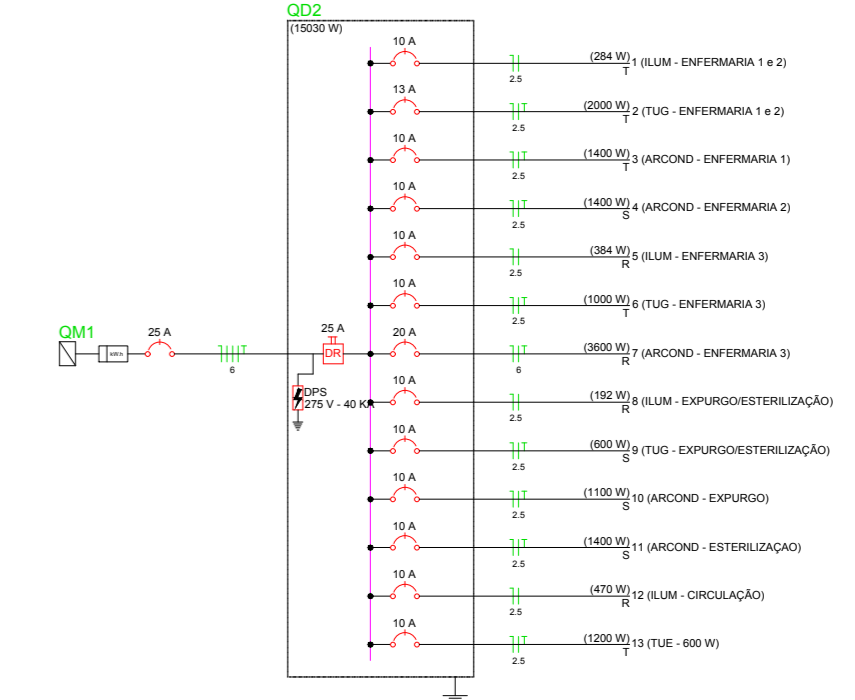 QD2
(15030 W)
10 A
(284 W) 1 (ILUM - ENFERMARIA 1 e 2)
2.5
T
13 A
(2000 W) 2 (TUG - ENFERMARIA 1 e 2)
2.5
T
10 A
(1400 W) 3 (ARCOND - ENFERMARIA 1)
2.5
T
10 A
(1400 W) 4 (ARCOND - ENFERMARIA 2)
2.5
S
10 A
(384 W) 5 (ILUM - ENFERMARIA 3)
2.5
R
10 A
(1000 W) 6 (TUG - ENFERMARIA 3)
2.5
T
QM1
kW.h
25 A
6
25 A
DR
20 A
(3600 W) 7 (ARCOND - ENFERMARIA 3)
6
R
DPS
275 V - 40 KA
10 A
(192 W) 8 (ILUM - EXPURGO/ESTERILIZAÇÃO)
2.5
R
10 A
(600 W) 9 (TUG - EXPURGO/ESTERILIZAÇÃO)
2.5
S
10 A
(1100 W) 10 (ARCOND - EXPURGO)
2.5
S
10 A
(1400 W) 11 (ARCOND - ESTERILIZAÇAO)
2.5
S
10 A
(470 W) 12 (ILUM - CIRCULAÇÃO)
2.5
R
10 A
(1200 W) 13 (TUE - 600 W)
2.5
T